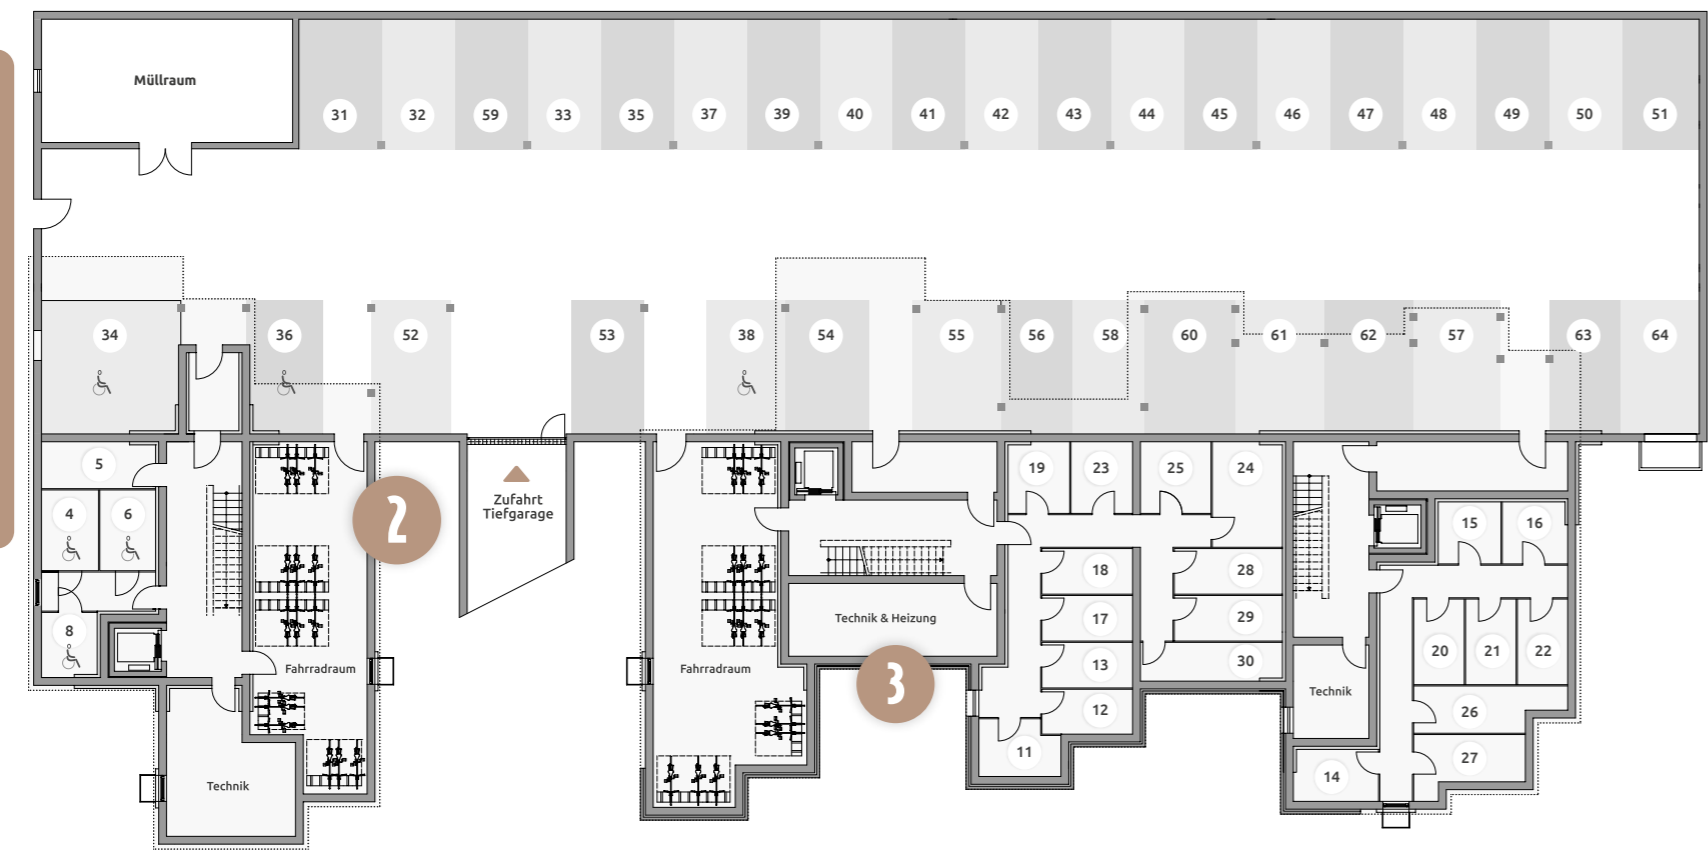 Müllraum
31 32 59 33 35 37 39 40 41 42 43 44 45 46 47 48 49 50 51
34 36 52 53 38 54 55 56 58 60 61 62 57 63 64
5 19 23 25 24
4 6 2 Zufahrt
Tiefgarage 15 16
18 28
8 Technik & Heizung 17 29
Fahrradraum Fahrradraum 3 13 30 20 21 22
Technik
12 26
11 27
Technik 14